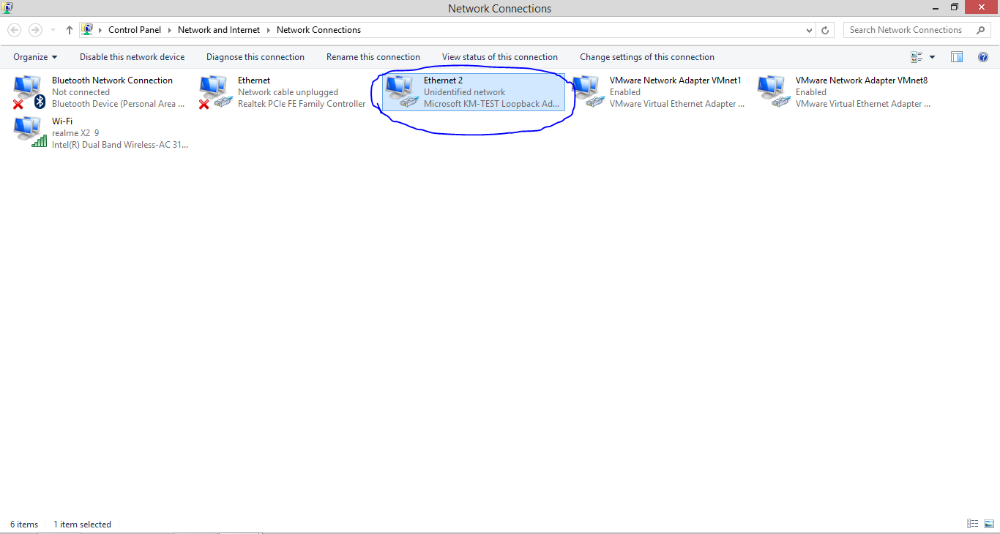 Network Connections
Control Panel Network and Internet Network Connections
Search Network Connections
Organize Disable this network device Diagnose this connection Rename this connection View status of this connection Change settings of this connection
Bluetooth Network Connection
Not connected
Bluetooth Device (Personal Area ...
Ethernet
Network cable unplugged
Realtek PCIe FE Family Controller
Ethernet 2
Unidentified network
Microsoft KM-TEST Loopback Ad...
VMware Network Adapter VMnet1
Enabled
VMware Virtual Ethernet Adapter ...
VMware Network Adapter VMnet8
Enabled
VMware Virtual Ethernet Adapter ...
Wi-Fi
realme X2 9
Intel(R) Dual Band Wireless-AC 31...
6 items 1 item selected